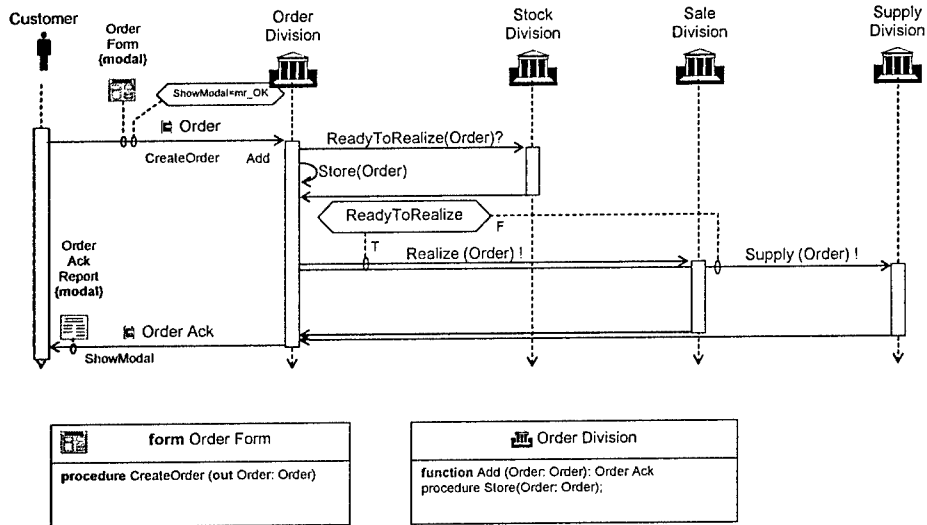 Customer
Order
Form
{modal}
Order
Division
Stock
Division
Sale
Division
Supply
Division
ShowModal=mr_OK
Order
CreateOrder
Add
ReadyToRealize(Order)?
Store(Order)
ReadyToRealize
F
T
Order
Ack
Report
{modal}
Realize (Order) !
Supply (Order) !
Order Ack
ShowModal
form Order Form
procedure CreateOrder (out Order: Order)
Order Division
function Add (Order: Order): Order Ack
procedure Store(Order: Order);